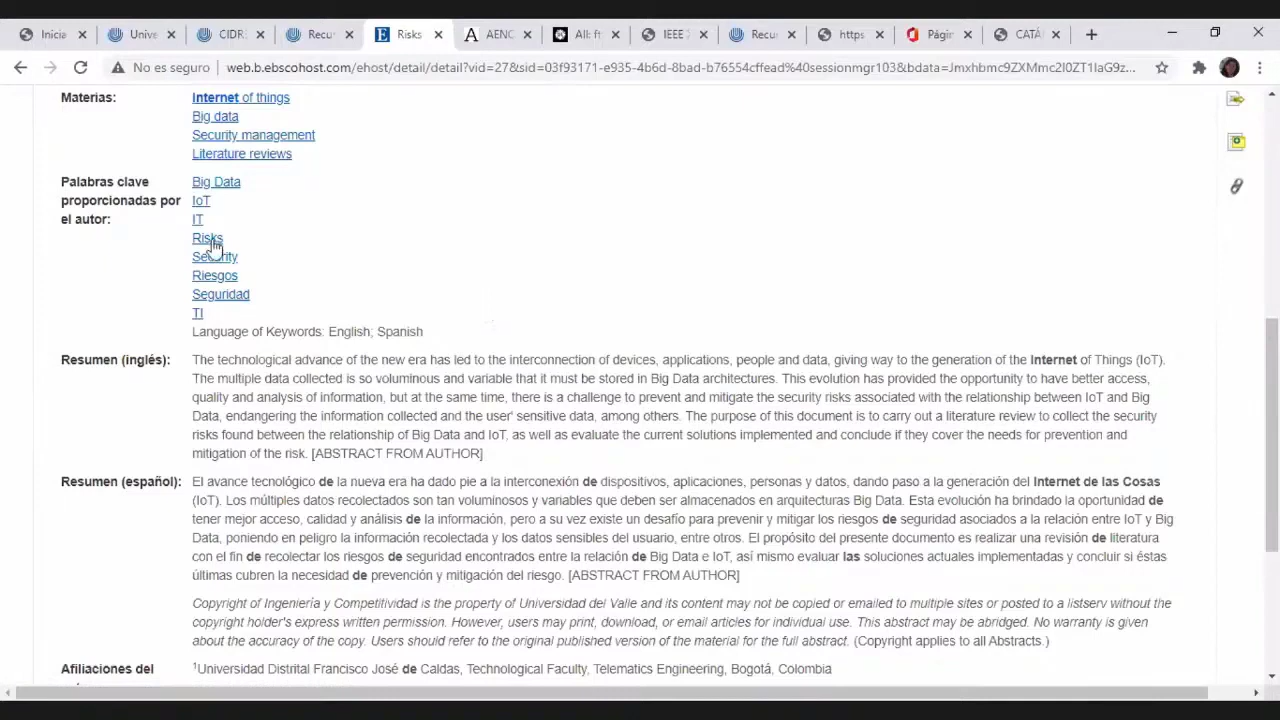 Inicia
Unive
CIDR
Recur
Risks
AENC
All: ft
IEEE
Recur
https
Págin
CATÁ
No es seguro
web.b.ebscohost.com/ehost/detail/detail?vid=27&sid=03f93171-e935-4b6d-8bad-b76554cffead%40sessionmgr103&bdata=Jmxhbmc9ZXMmc2l0ZT1laG9z...
Materias:
Internet of things
Big data
Security management
Literature reviews
Palabras clave proporcionadas por el autor:
Big Data
IoT
IT
Risks
Security
Riesgos
Seguridad
TI
Language of Keywords: English; Spanish
Resumen (inglés):
The technological advance of the new era has led to the interconnection of devices, applications, people and data, giving way to the generation of the Internet of Things (IoT).
The multiple data collected is so voluminous and variable that it must be stored in Big Data architectures. This evolution has provided the opportunity to have better access,
quality and analysis of information, but at the same time, there is a challenge to prevent and mitigate the security risks associated with the relationship between IoT and Big
Data, endangering the information collected and the user' sensitive data, among others. The purpose of this document is to carry out a literature review to collect the security
risks found between the relationship of Big Data and IoT, as well as evaluate the current solutions implemented and conclude if they cover the needs for prevention and
mitigation of the risk. [ABSTRACT FROM AUTHOR]
Resumen (español):
El avance tecnológico de la nueva era ha dado pie a la interconexión de dispositivos, aplicaciones, personas y datos, dando paso a la generación del Internet de las Cosas
(IoT). Los múltiples datos recolectados son tan voluminosos y variables que deben ser almacenados en arquitecturas Big Data. Esta evolución ha brindado la oportunidad de
tener mejor acceso, calidad y análisis de la información, pero a su vez existe un desafío para prevenir y mitigar los riesgos de seguridad asociados a la relación entre IoT y Big
Data, poniendo en peligro la información recolectada y los datos sensibles del usuario, entre otros. El propósito del presente documento es realizar una revisión de literatura
con el fin de recolectar los riesgos de seguridad encontrados entre la relación de Big Data e IoT, así mismo evaluar las soluciones actuales implementadas y concluir si éstas
últimas cubren la necesidad de prevención y mitigación del riesgo. [ABSTRACT FROM AUTHOR]
Copyright of Ingeniería y Competitividad is the property of Universidad del Valle and its content may not be copied or emailed to multiple sites or posted to a listserv without the
copyright holder's express written permission. However, users may print, download, or email articles for individual use. This abstract may be abridged. No warranty is given
about the accuracy of the copy. Users should refer to the original published version of the material for the full abstract. (Copyright applies to all Abstracts.)
Afiliaciones del
1Universidad Distrital Francisco José de Caldas, Technological Faculty, Telematics Engineering, Bogotá, Colombia